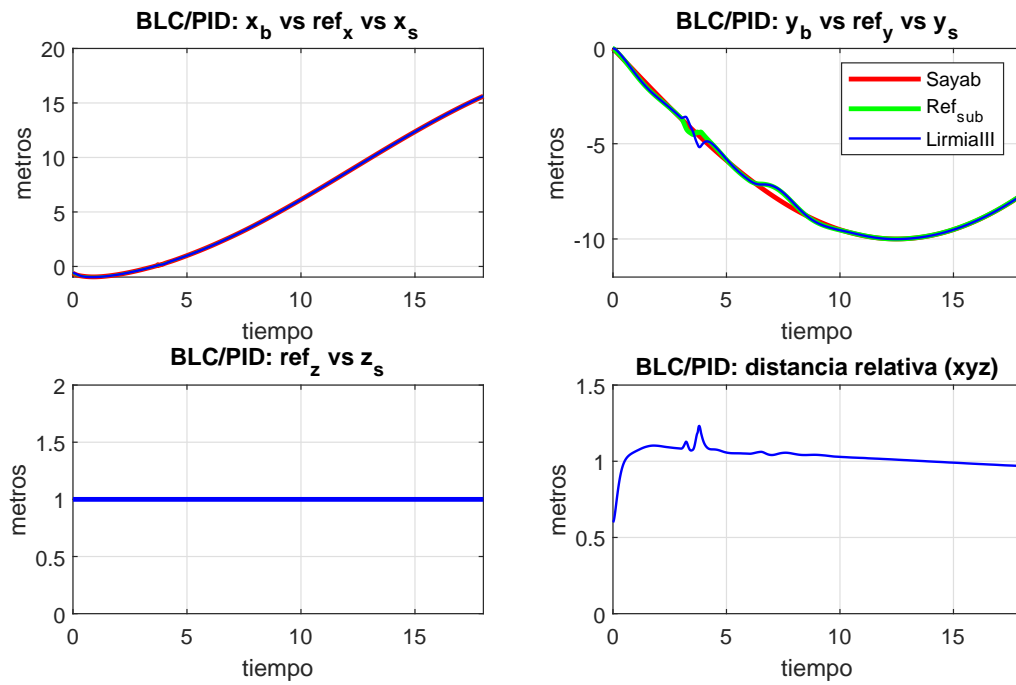 BLC/PID: x_b vs ref_x vs x_s
metros
20
15
10
5
0
0 5 10 15
tiempo
BLC/PID: y_b vs ref_y vs y_s
metros
0
-5
-10
0 5 10 15
tiempo
Sayab
Ref_sub
LirmiaIII
BLC/PID: ref_z vs z_s
metros
2
1.5
1
0.5
0
0 5 10 15
tiempo
BLC/PID: distancia relativa (xyz)
metros
1.5
1
0.5
0
0 5 10 15
tiempo